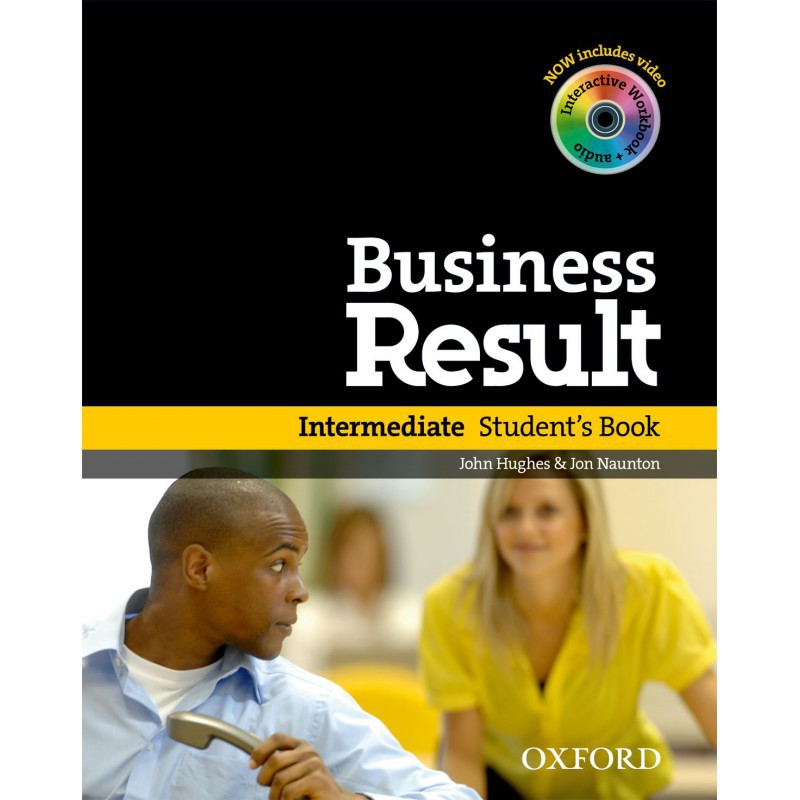 NOW includes video
Interactive Workbook + audio
Business
Result
Intermediate Student's Book
John Hughes & Jon Naunton
OXFORD